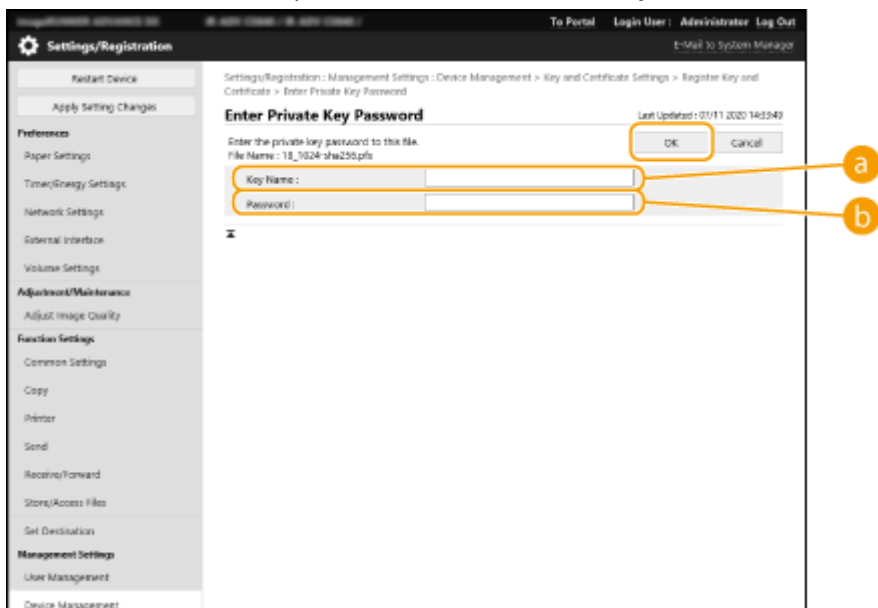 To Portal Login User : Administrator Log Out
Settings/Registration
E-Mail to System Manager
Restart Device
Settings/Registration : Management Settings : Device Management > Key and Certificate Settings > Register Key and
Certificate > Enter Private Key Password
Apply Setting Changes
Enter Private Key Password
Last Updated : 07/11 2020 14:53:49
Preferences
Enter the private key password to this file.
File Name : 18_1024-sha256.pfx
OK
Cancel
Paper Settings
Key Name :
a
Timer/Energy Settings
Password :
b
Network Settings
External Interface
Volume Settings
Adjustment/Maintenance
Adjust Image Quality
Function Settings
Common Settings
Copy
Printer
Send
Receive/Forward
Store/Access Files
Set Destination
Management Settings
User Management
Device Management